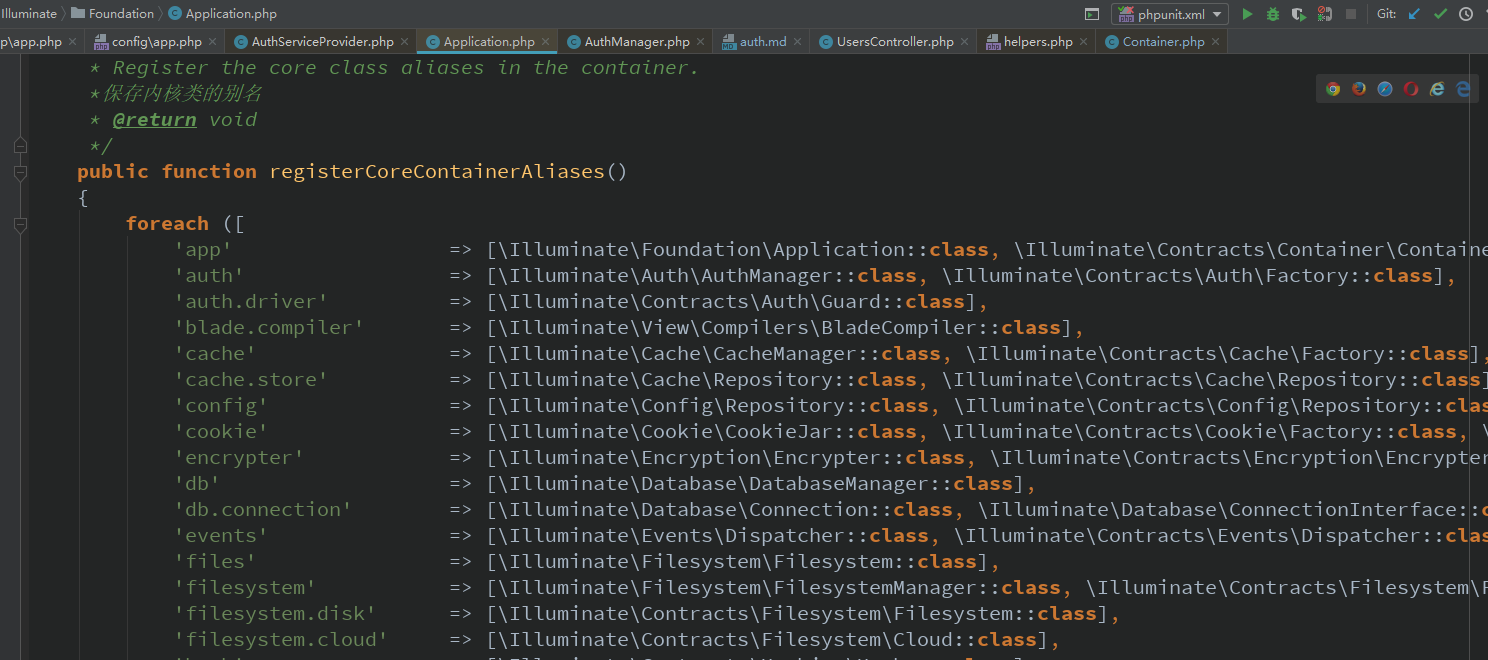 Illuminate Foundation Application.php phpunit.xml Git:
p\app.php config\app.php AuthServiceProvider.php Application.php AuthManager.php auth.md UsersController.php helpers.php Container.php
* Register the core class aliases in the container.
*保存内核类的别名
* @return void
*/
public function registerCoreContainerAliases()
{
foreach ([
'app' => [\Illuminate\Foundation\Application::class, \Illuminate\Contracts\Container\Containe
'auth' => [\Illuminate\Auth\AuthManager::class, \Illuminate\Contracts\Auth\Factory::class],
'auth.driver' => [\Illuminate\Contracts\Auth\Guard::class],
'blade.compiler' => [\Illuminate\View\Compilers\BladeCompiler::class],
'cache' => [\Illuminate\Cache\CacheManager::class, \Illuminate\Contracts\Cache\Factory::class],
'cache.store' => [\Illuminate\Cache\Repository::class, \Illuminate\Contracts\Cache\Repository::class]
'config' => [\Illuminate\Config\Repository::class, \Illuminate\Contracts\Config\Repository::clas
'cookie' => [\Illuminate\Cookie\CookieJar::class, \Illuminate\Contracts\Cookie\Factory::class, \
'encrypter' => [\Illuminate\Encryption\Encrypter::class, \Illuminate\Contracts\Encryption\Encrypter
'db' => [\Illuminate\Database\DatabaseManager::class],
'db.connection' => [\Illuminate\Database\Connection::class, \Illuminate\Database\ConnectionInterface::c
'events' => [\Illuminate\Events\Dispatcher::class, \Illuminate\Contracts\Events\Dispatcher::clas
'files' => [\Illuminate\Filesystem\Filesystem::class],
'filesystem' => [\Illuminate\Filesystem\FilesystemManager::class, \Illuminate\Contracts\Filesystem\F
'filesystem.disk' => [\Illuminate\Contracts\Filesystem\Filesystem::class],
'filesystem.cloud' => [\Illuminate\Contracts\Filesystem\Cloud::class],